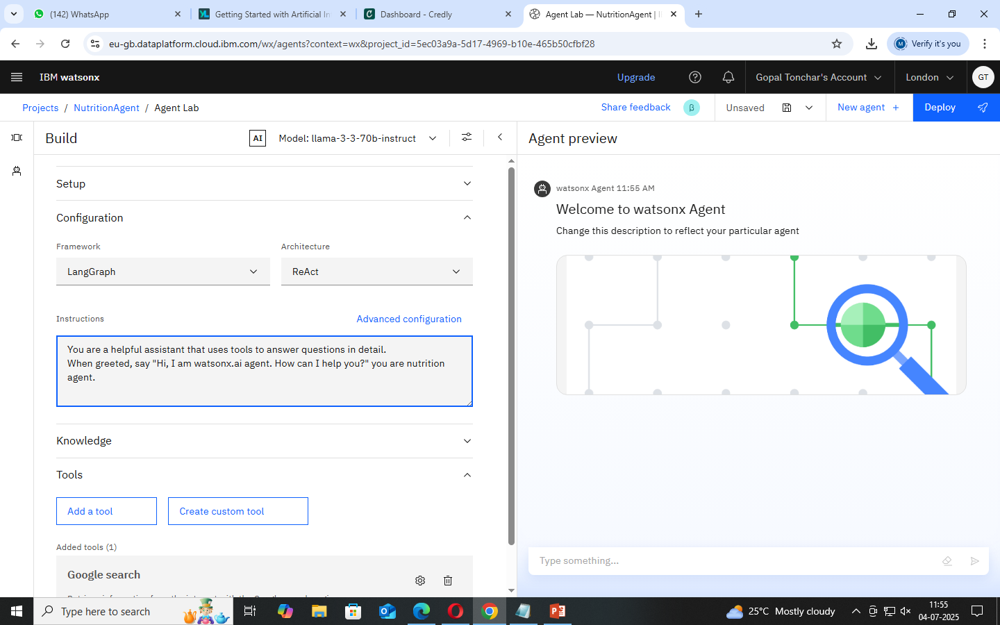 (142) WhatsApp
Getting Started with Artificial In
Dashboard - Credly
Agent Lab — NutritionAgent |
eu-gb.dataplatform.cloud.ibm.com/wx/agents?context=wx&project_id=5ec03a9a-5d17-4969-b10e-465b50cfbf28
Verify it's you
IBM watsonx
Upgrade
Gopal Tonchar's Account
London
GT
Projects / NutritionAgent / Agent Lab
Share feedback
β
Unsaved
New agent +
Deploy
Build
AI
Model: llama-3-3-70b-instruct
Agent preview
Setup
Configuration
Framework
Architecture
LangGraph
ReAct
Instructions
Advanced configuration
You are a helpful assistant that uses tools to answer questions in detail.
When greeted, say "Hi, I am watsonx.ai agent. How can I help you?" you are nutrition
agent.
Knowledge
Tools
Add a tool
Create custom tool
Added tools (1)
Google search
watsonx Agent 11:55 AM
Welcome to watsonx Agent
Change this description to reflect your particular agent
Type something...
Type here to search
25°C Mostly cloudy
11:55
04-07-2025